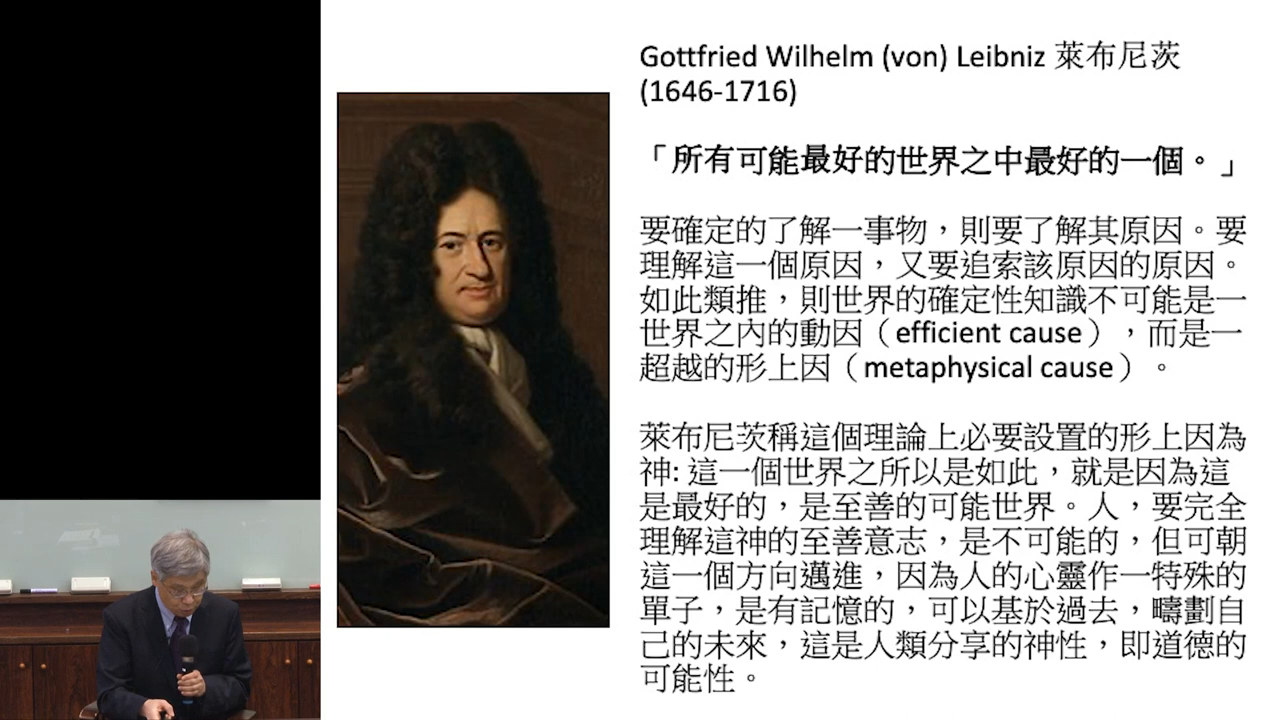 Gottfried Wilhelm (von) Leibniz 萊布尼茨
(1646-1716)
「所有可能最好的世界之中最好的一個。」
要確定的了解一事物，則要了解其原因。要
理解這一個原因，又要追索該原因的原因。
如此類推，則世界的確定性知識不可能是一
世界之內的動因（efficient cause），而是一
超越的形上因（metaphysical cause）。
萊布尼茨稱這個理論上必要設置的形上因為
神: 這一個世界之所以是如此，就是因為這
是最好的，是至善的可能世界。人，要完全
理解這神的至善意志，是不可能的，但可朝
這一個方向邁進，因為人的心靈作一特殊的
單子，是有記憶的，可以基於過去，疇劃自
己的未來，這是人類分享的神性，即道德的
可能性。